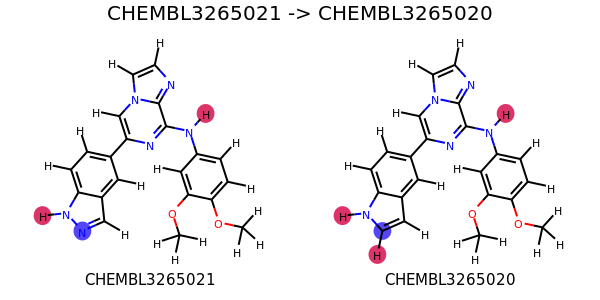 CHEMBL3265021 -> CHEMBL3265020
H H
H H
H N N H N N
H H
N N
H N H N
H H
N N
H H
H H
H H
H H
H H
H N O H N O
O H O H
N H H
H H H H
H H H H
H H H
CHEMBL3265021 CHEMBL3265020